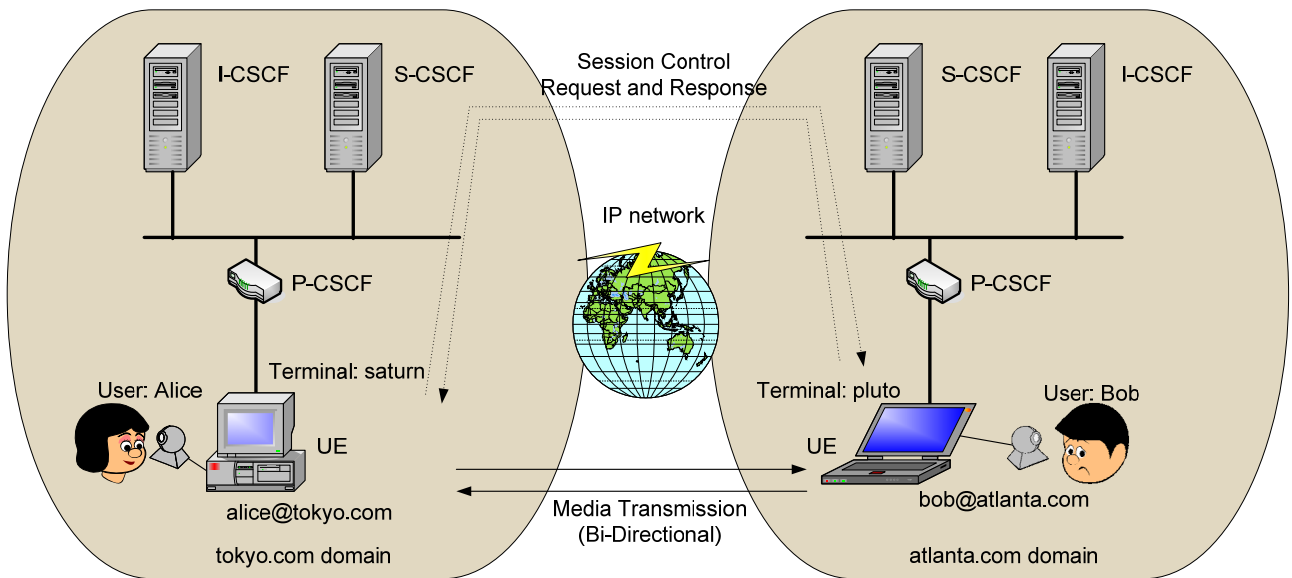 I-CSCF
S-CSCF
Session Control
Request and Response
S-CSCF
I-CSCF
IP network
P-CSCF
P-CSCF
Terminal: saturn
User: Alice
UE
Terminal: pluto
User: Bob
UE
alice@tokyo.com
Media Transmission
(Bi-Directional)
bob@atlanta.com
tokyo.com domain
atlanta.com domain